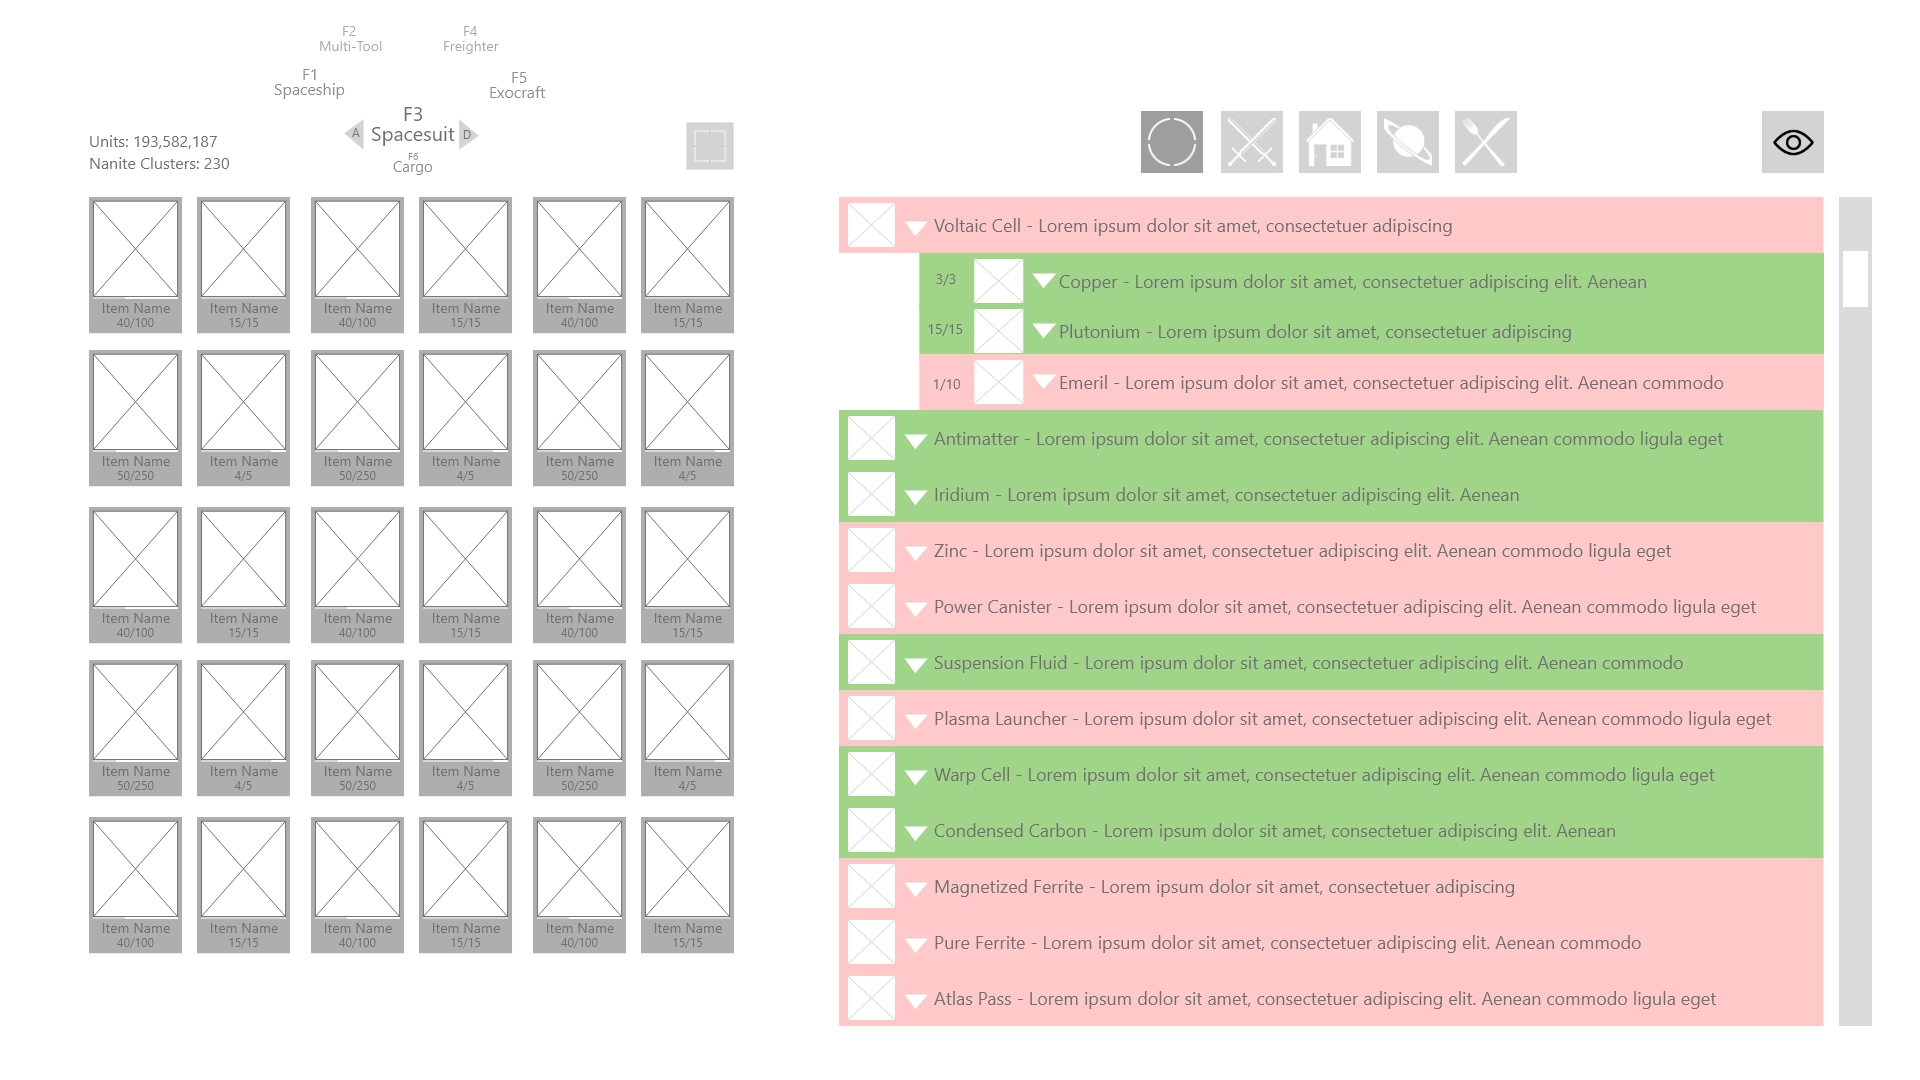 F2
Multi-Tool
F4
Freighter
F1
Spaceship
F5
Exocraft
F3
A Spacesuit D
F6
Cargo
Units: 193,582,187
Nanite Clusters: 230
Item Name Item Name Item Name Item Name Item Name Item Name
40/100 15/15 40/100 15/15 40/100 15/15
Item Name Item Name Item Name Item Name Item Name Item Name
50/250 4/5 50/250 4/5 50/250 4/5
Item Name Item Name Item Name Item Name Item Name Item Name
40/100 15/15 40/100 15/15 40/100 15/15
Item Name Item Name Item Name Item Name Item Name Item Name
50/250 4/5 50/250 4/5 50/250 4/5
Item Name Item Name Item Name Item Name Item Name Item Name
40/100 15/15 40/100 15/15 40/100 15/15
Voltaic Cell - Lorem ipsum dolor sit amet, consectetuer adipiscing
3/3 Copper - Lorem ipsum dolor sit amet, consectetuer adipiscing elit. Aenean
15/15 Plutonium - Lorem ipsum dolor sit amet, consectetuer adipiscing
1/10 Emeril - Lorem ipsum dolor sit amet, consectetuer adipiscing elit. Aenean commodo
Antimatter - Lorem ipsum dolor sit amet, consectetuer adipiscing elit. Aenean commodo ligula eget
Iridium - Lorem ipsum dolor sit amet, consectetuer adipiscing elit. Aenean
Zinc - Lorem ipsum dolor sit amet, consectetuer adipiscing elit. Aenean commodo ligula eget
Power Canister - Lorem ipsum dolor sit amet, consectetuer adipiscing elit. Aenean commodo ligula eget
Suspension Fluid - Lorem ipsum dolor sit amet, consectetuer adipiscing elit. Aenean commodo
Plasma Launcher - Lorem ipsum dolor sit amet, consectetuer adipiscing elit. Aenean commodo ligula eget
Warp Cell - Lorem ipsum dolor sit amet, consectetuer adipiscing elit. Aenean commodo ligula eget
Condensed Carbon - Lorem ipsum dolor sit amet, consectetuer adipiscing elit. Aenean
Magnetized Ferrite - Lorem ipsum dolor sit amet, consectetuer adipiscing
Pure Ferrite - Lorem ipsum dolor sit amet, consectetuer adipiscing elit. Aenean commodo
Atlas Pass - Lorem ipsum dolor sit amet, consectetuer adipiscing elit. Aenean commodo ligula eget